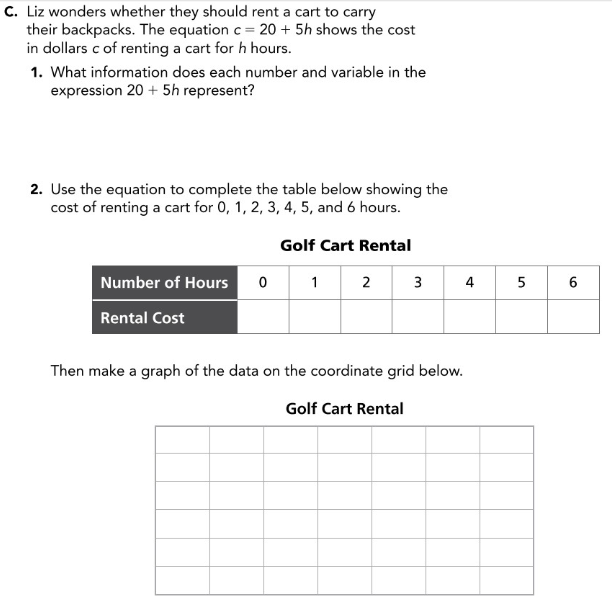 C. Liz wonders whether they should rent a cart to carry
their backpacks. The equation c = 20 + 5h shows the cost
in dollars c of renting a cart for h hours.
1. What information does each number and variable in the
expression 20 + 5h represent?
2. Use the equation to complete the table below showing the
cost of renting a cart for 0, 1, 2, 3, 4, 5, and 6 hours.
Golf Cart Rental
Number of Hours 0 1 2 3 4 5 6
Rental Cost
Then make a graph of the data on the coordinate grid below.
Golf Cart Rental